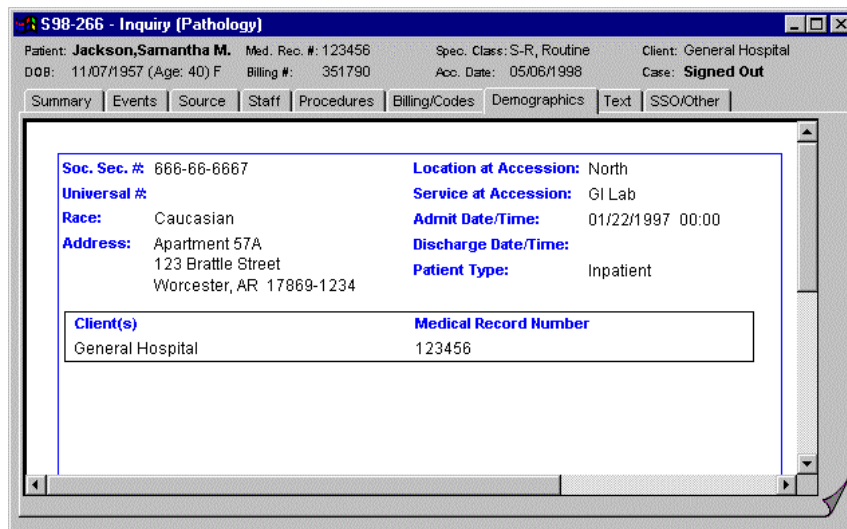 S98-266 - Inquiry (Pathology)
Patient: Jackson,Samantha M. Med. Rec. #: 123456 Spec. Class: S-R, Routine Client: General Hospital
DOB: 11/07/1957 (Age: 40) F Billing #: 351790 Acc. Date: 05/06/1998 Case: Signed Out
Summary Events Source Staff Procedures Billing/Codes Demographics Text SSO/Other
Soc. Sec. #: 666-66-6667 Location at Accession: North
Universal #: Service at Accession: GI Lab
Race: Caucasian Admit Date/Time: 01/22/1997 00:00
Address: Apartment 57A Discharge Date/Time:
123 Brattle Street Patient Type: Inpatient
Worcester, AR 17869-1234
Client(s) Medical Record Number
General Hospital 123456